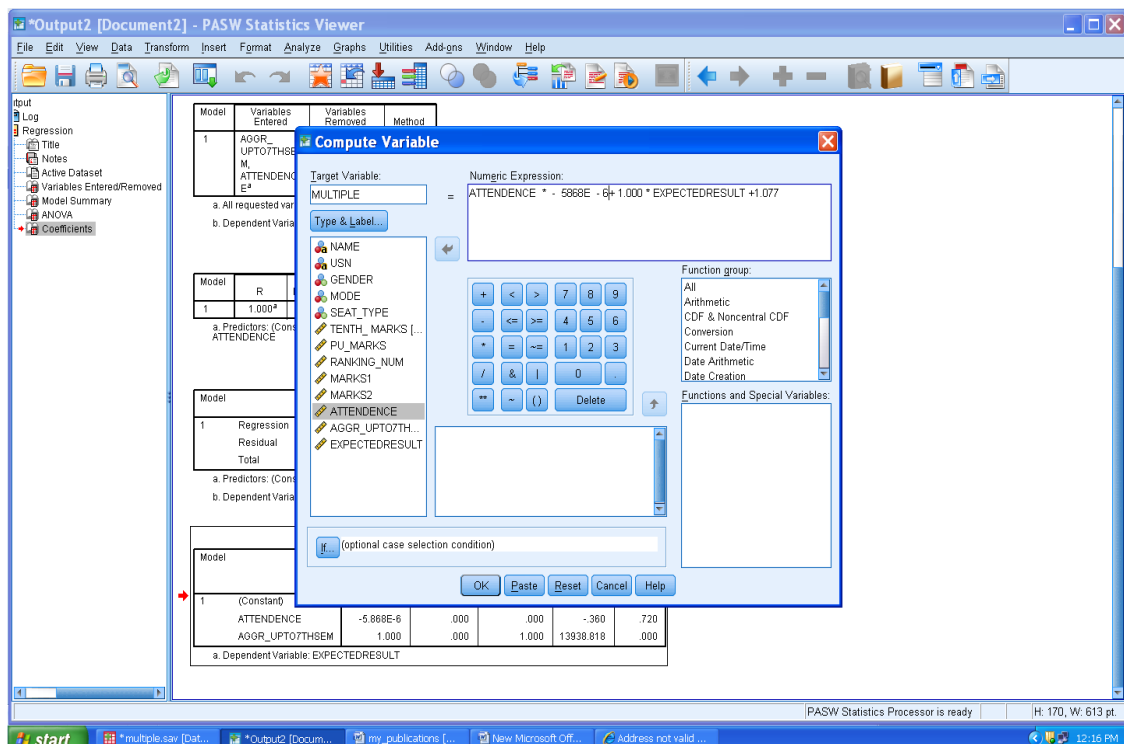 *Output2 [Document2] - PASW Statistics Viewer
File Edit View Data Transform Insert Format Analyze Graphs Utilities Add-ons Window Help
Log
Regression
Title
Notes
Active Dataset
Variables Entered/Removed
Model Summary
ANOVA
Coefficients
Model Variables Entered Variables Removed Method
1 AGGR_
UPTO7THSE
M,
ATTENDENC
Eª
a. All requested var
b. Dependent Varia
Model R
1 1.000ª
a. Predictors: (Cons
ATTENDENCE
Model
1 Regression
Residual
Total
a. Predictors: (Cons
b. Dependent Varia
Model
1 (Constant)
ATTENDENCE -5.868E-6 .000 .000 -.360 .720
AGGR_UPTO7THSEM 1.000 .000 1.000 13938.818 .000
a. Dependent Variable: EXPECTEDRESULT
Compute Variable
Target Variable:
MULTIPLE
=
Numeric Expression:
ATTENDENCE * - 5868E - 6+ 1.000 * EXPECTEDRESULT +1.077
Type & Label...
NAME
USN
GENDER
MODE
SEAT_TYPE
TENTH_ MARKS [...
PU_MARKS
RANKING_NUM
MARKS1
MARKS2
ATTENDENCE
AGGR_UPTO7TH...
EXPECTEDRESULT
+ < > 7 8 9
- <= >= 4 5 6
* = ~= 1 2 3
/ & | 0 .
** ~ () Delete
Function group:
All
Arithmetic
CDF & Noncentral CDF
Conversion
Current Date/Time
Date Arithmetic
Date Creation
Functions and Special Variables:
If... (optional case selection condition)
OK Paste Reset Cancel Help
PASW Statistics Processor is ready H: 170, W: 613 pt.
start *multiple.sav [Dat... *Output2 [Docum... my_publications [... New Microsoft Off... Address not valid ... 12:16 PM